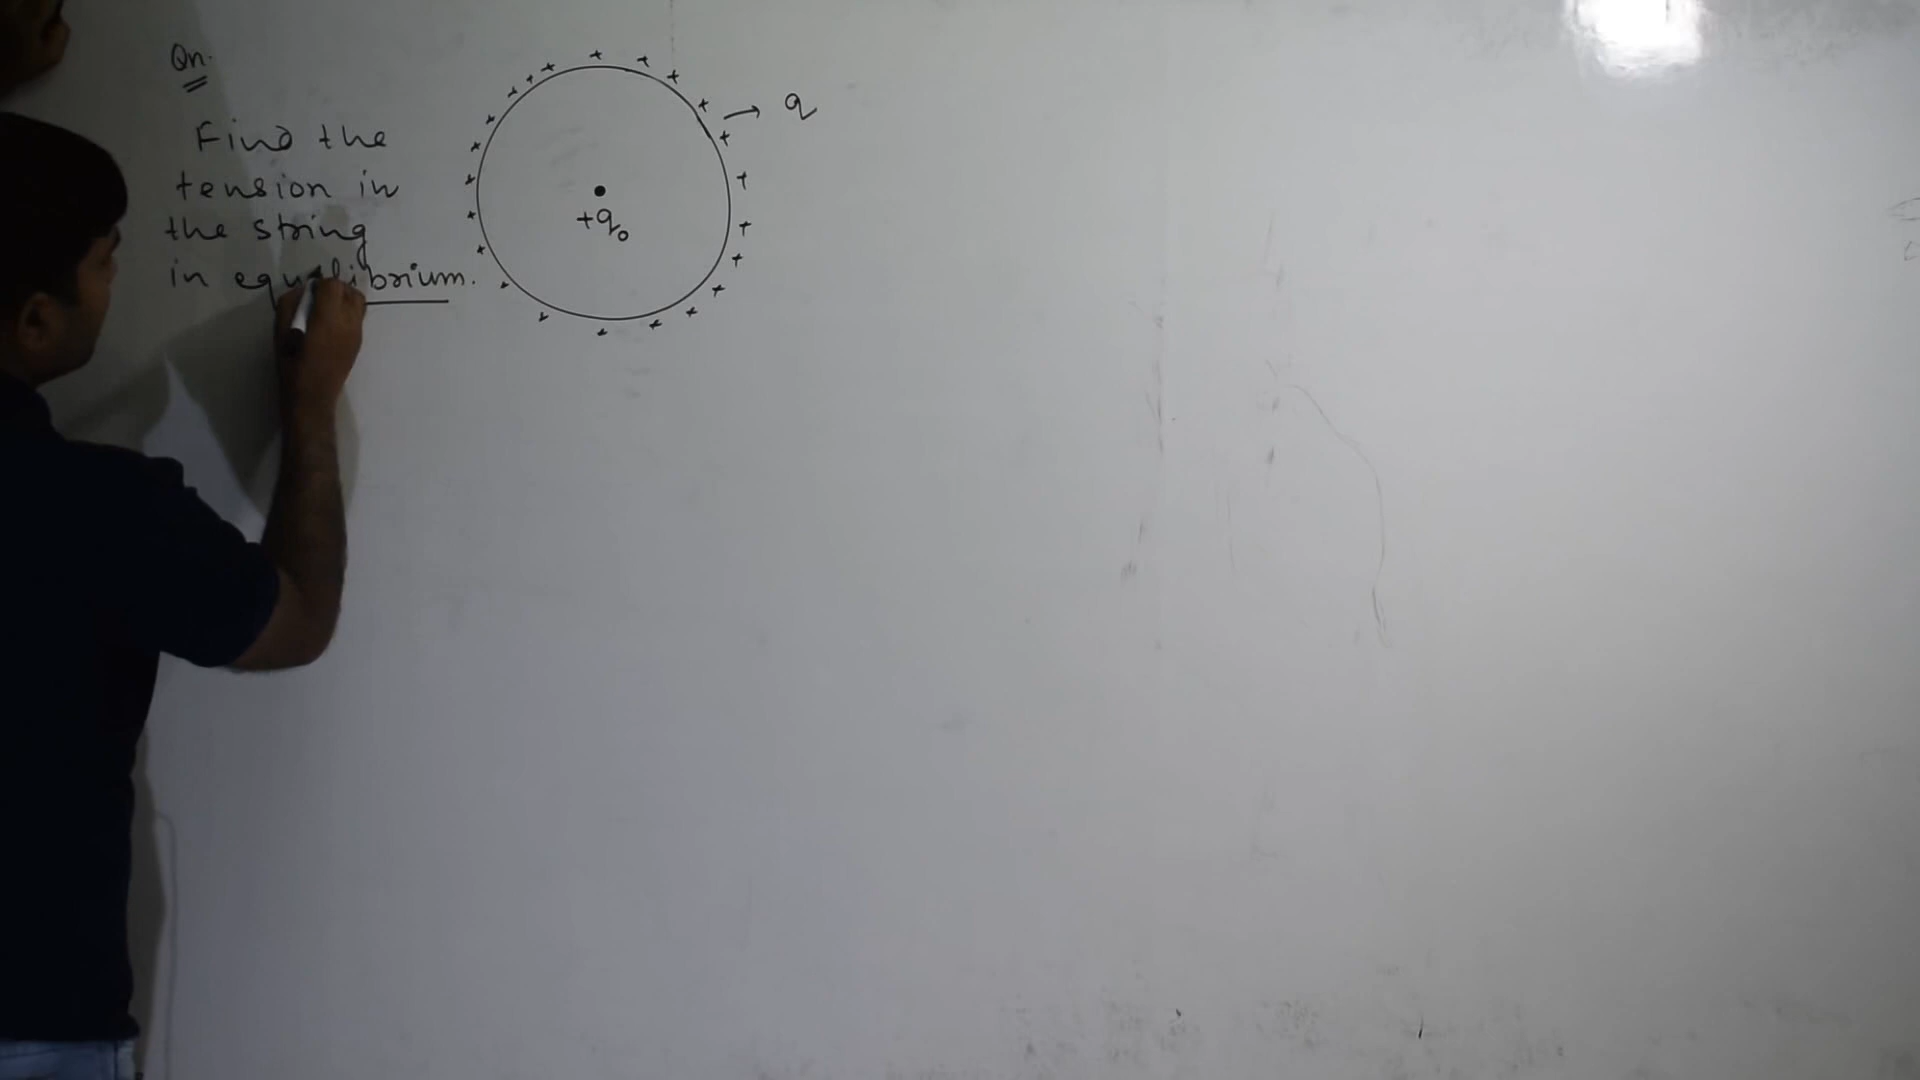 Qn.
Find the
tension in
the string
in equilibrium.
q
+q₀